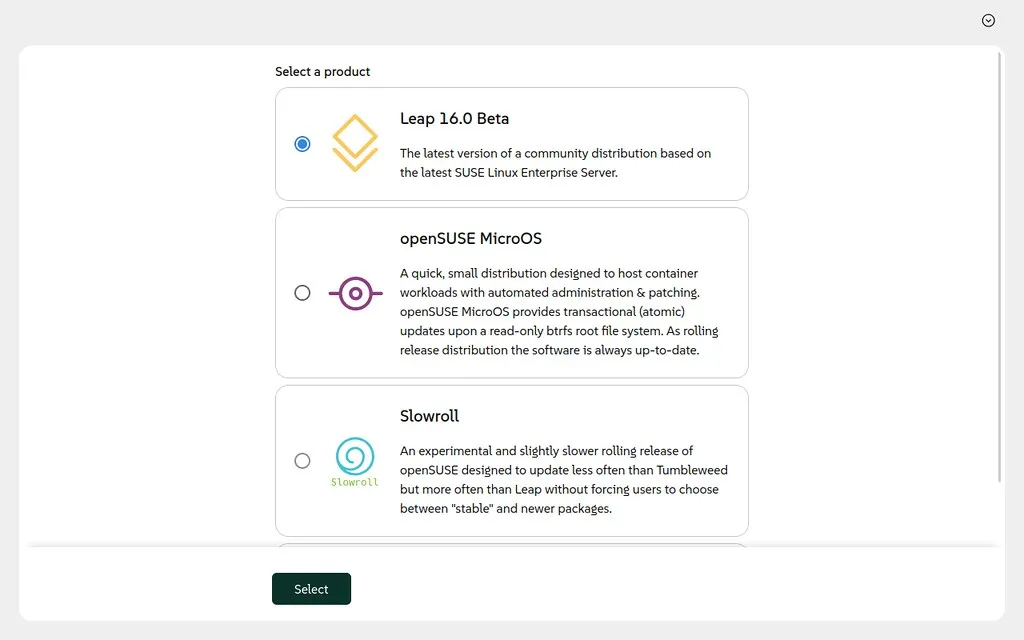 Select a product
Leap 16.0 Beta
The latest version of a community distribution based on
the latest SUSE Linux Enterprise Server.
openSUSE MicroOS
A quick, small distribution designed to host container
workloads with automated administration & patching.
openSUSE MicroOS provides transactional (atomic)
updates upon a read-only btrfs root file system. As rolling
release distribution the software is always up-to-date.
Slowroll
An experimental and slightly slower rolling release of
openSUSE designed to update less often than Tumbleweed
but more often than Leap without forcing users to choose
between "stable" and newer packages.
Slowroll
Select